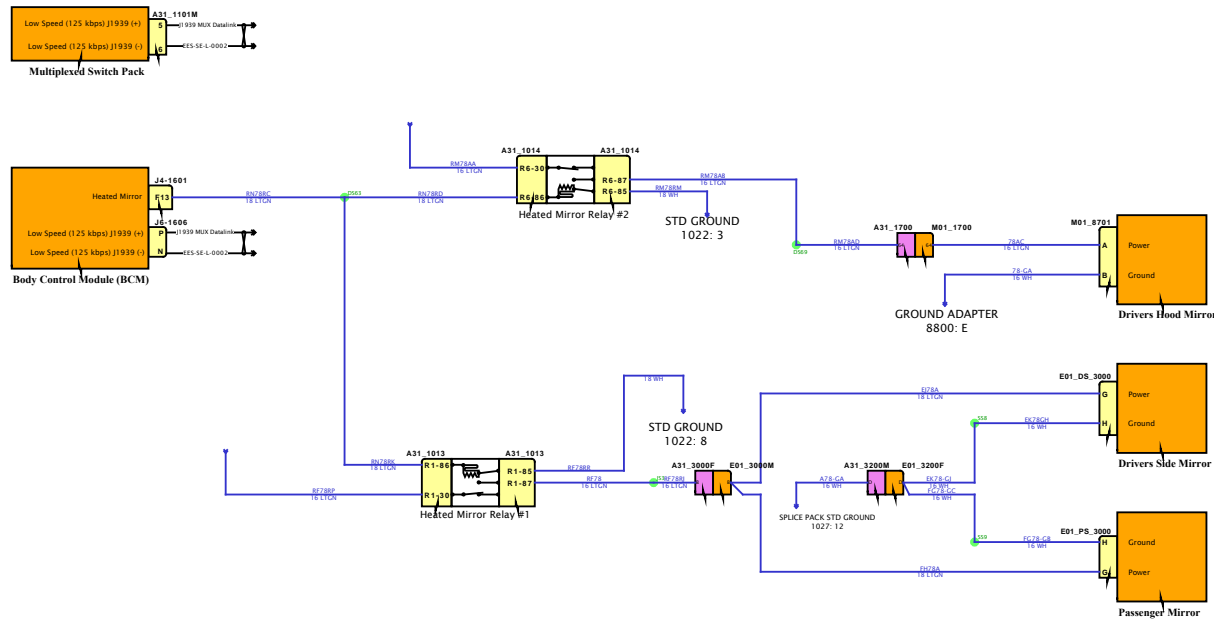 A31_1101M
Low Speed (125 kbps) J1939 (+)
5
J1939 MUX Datalink
Low Speed (125 kbps) J1939 (-)
6
EES-SE-L-0002
Multiplexed Switch Pack
A31_1014
A31_1014
RM78AA
16 LTGN
R6-30
R6-87
RM78AB
16 LTGN
R6-85
RM78RM
18 WH
J4-1601
Heated Mirror
F13
RN78RC
18 LTGN
DS63
RN78RD
18 LTGN
R6-86
Heated Mirror Relay #2
STD GROUND
1022: 3
J6-1606
Low Speed (125 kbps) J1939 (+)
P
J1939 MUX Datalink
Low Speed (125 kbps) J1939 (-)
N
EES-SE-L-0002
Body Control Module (BCM)
DS69
RM78AD
16 LTGN
A31_1700
M01_1700
64
64
78AC
16 LTGN
M01_8701
A
Power
78-GA
16 WH
B
Ground
GROUND ADAPTER
8800: E
Drivers Hood Mirror
18 WH
STD GROUND
1022: 8
E01_DS_3000
EJ78A
18 LTGN
G
Power
SS8
EK78GH
16 WH
H
Ground
Drivers Side Mirror
A31_1013
A31_1013
RN78RK
18 LTGN
R1-86
R1-85
RF78RR
R1-87
RF78
16 LTGN
RF78RJ
16 LTGN
A31_3000F
E01_3000M
RF78RP
16 LTGN
R1-30
Heated Mirror Relay #1
A31_3200M
E01_3200F
A78-GA
16 WH
D
D
EK78-GJ
16 WH
FG78-GC
16 WH
SPLICE PACK STD GROUND
1027: 12
SS9
E01_PS_3000
FG78-GB
16 WH
H
Ground
FH78A
18 LTGN
G
Power
Passenger Mirror